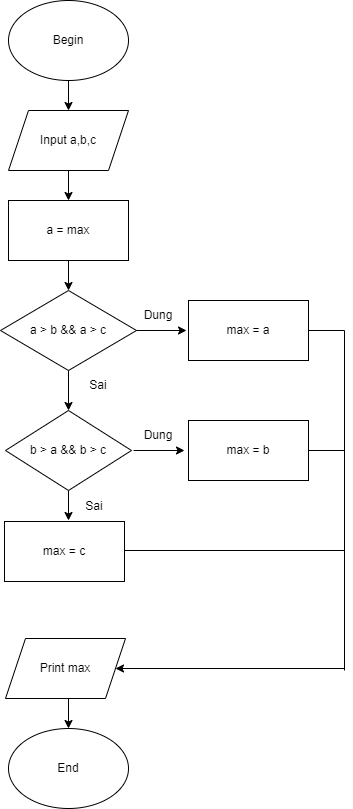 Begin
Input a,b,c
a = max
a > b && a > c
Dung
max = a
Sai
b > a && b > c
Dung
max = b
Sai
max = c
Print max
End